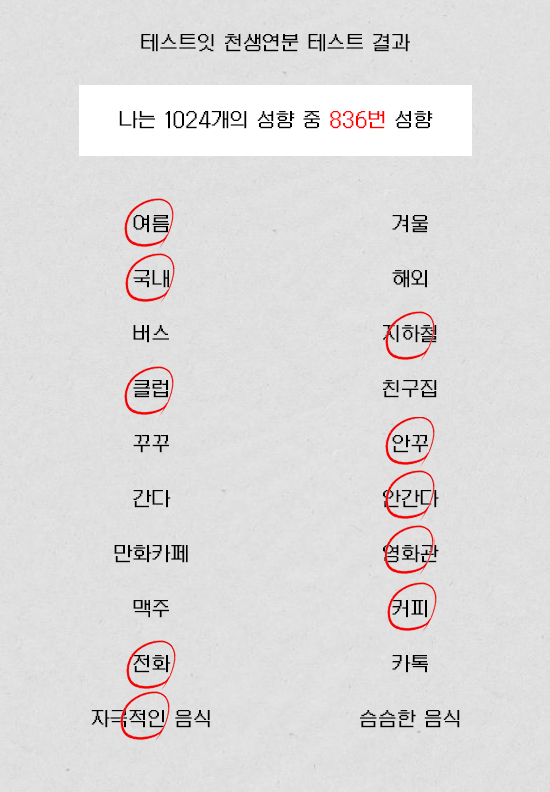 테스트잇 천생연분 테스트 결과
나는 1024개의 성향 중 836번 성향
여름 겨울
국내 해외
버스 지하철
클럽 친구집
꾸꾸 안꾸
간다 안간다
만화카페 영화관
맥주 커피
전화 카톡
자극적인 음식 슴슴한 음식